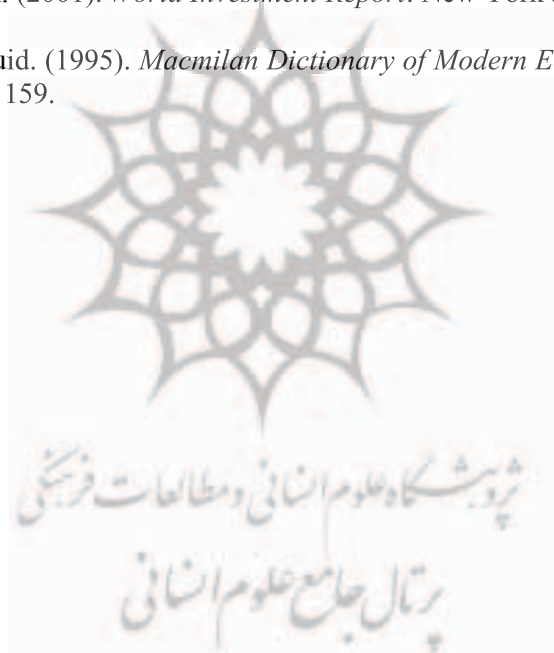 . (2001). World Investment Report. New York
uid. (1995). Macmilan Dictionary of Modern E
159.
پژوهشگاه علوم انسانی و مطالعات فرهنگی
پرتال جامع علوم انسانی